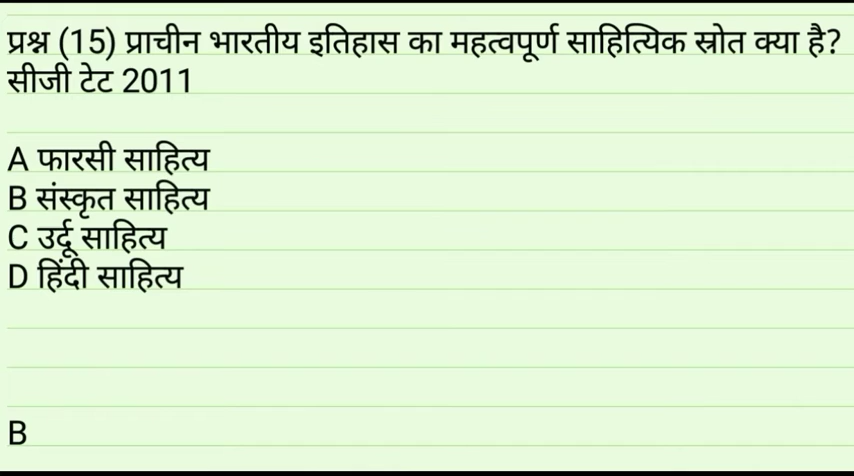 प्रश्न (15) प्राचीन भारतीय इतिहास का महत्वपूर्ण साहित्यिक स्रोत क्या है?
सीजी टेट 2011
A फारसी साहित्य
B संस्कृत साहित्य
C उर्दू साहित्य
D हिंदी साहित्य
B